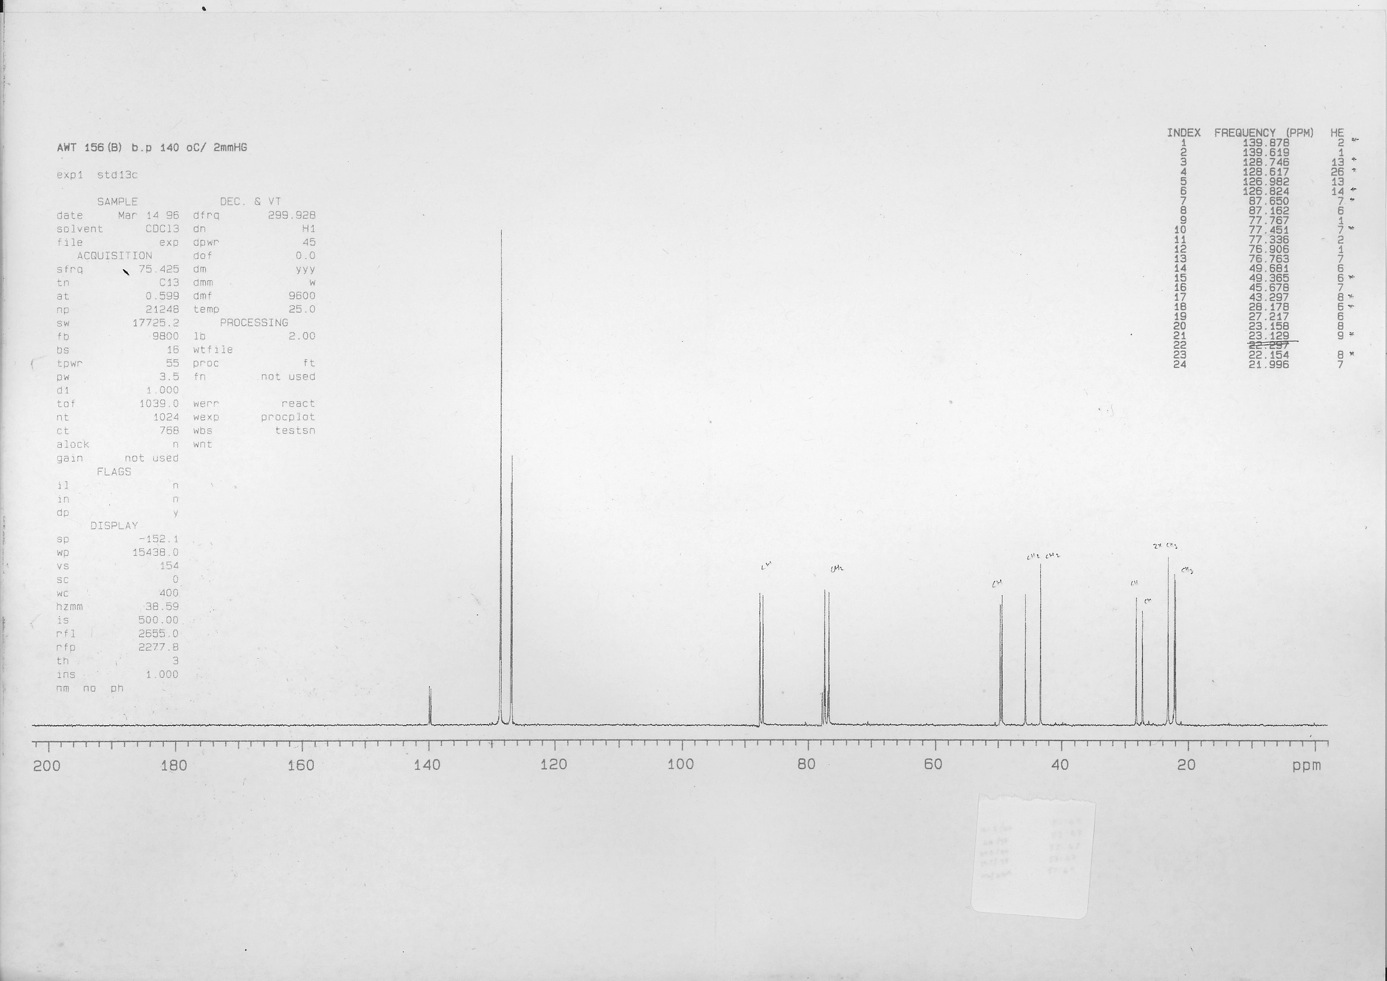 AWT 156(B) b.p 140 oC/ 2mmHG
exp1 std13c
SAMPLE DEC. & VT
date Mar 14 96 dfrq 299.928
solvent CDCl3 dn H1
file exp dpwr 45
ACQUISITION dof 0.0
sfrq 75.425 dm yyy
tn C13 dmm w
at 0.599 dmf 9600
np 21248 temp 25.0
sw 17725.2 PROCESSING
fb 9800 lb 2.00
bs 16 wtfile
tpwr 55 proc ft
pw 3.5 fn not used
d1 1.000
tof 1039.0 werr react
nt 1024 wexp procplot
ct 768 wbs testsn
alock n wnt
gain not used
FLAGS
il n
in n
dp y
DISPLAY
sp -152.1
wp 15438.0
vs 154
sc 0
wc 400
hzmm 38.59
is 500.00
rfl 2655.0
rfp 2277.8
th 3
ins 1.000
nm no ph
INDEX FREQUENCY (PPM) HE
1 139.878 2
2 139.619 1
3 128.746 13
4 128.617 26
5 126.982 13
6 126.824 14
7 87.650 7
8 87.162 6
9 77.767 1
10 77.451 7
11 77.336 2
12 76.906 1
13 76.763 7
14 49.681 6
15 49.365 6
16 45.678 7
17 43.297 8
18 28.178 6
19 27.217 6
20 23.158 8
21 23.129 9
22 22.297
23 22.154 8
24 21.996 7
CH CH2 CH CH2 CH2 CH CH 2x CH3 CH3
200 180 160 140 120 100 80 60 40 20 ppm